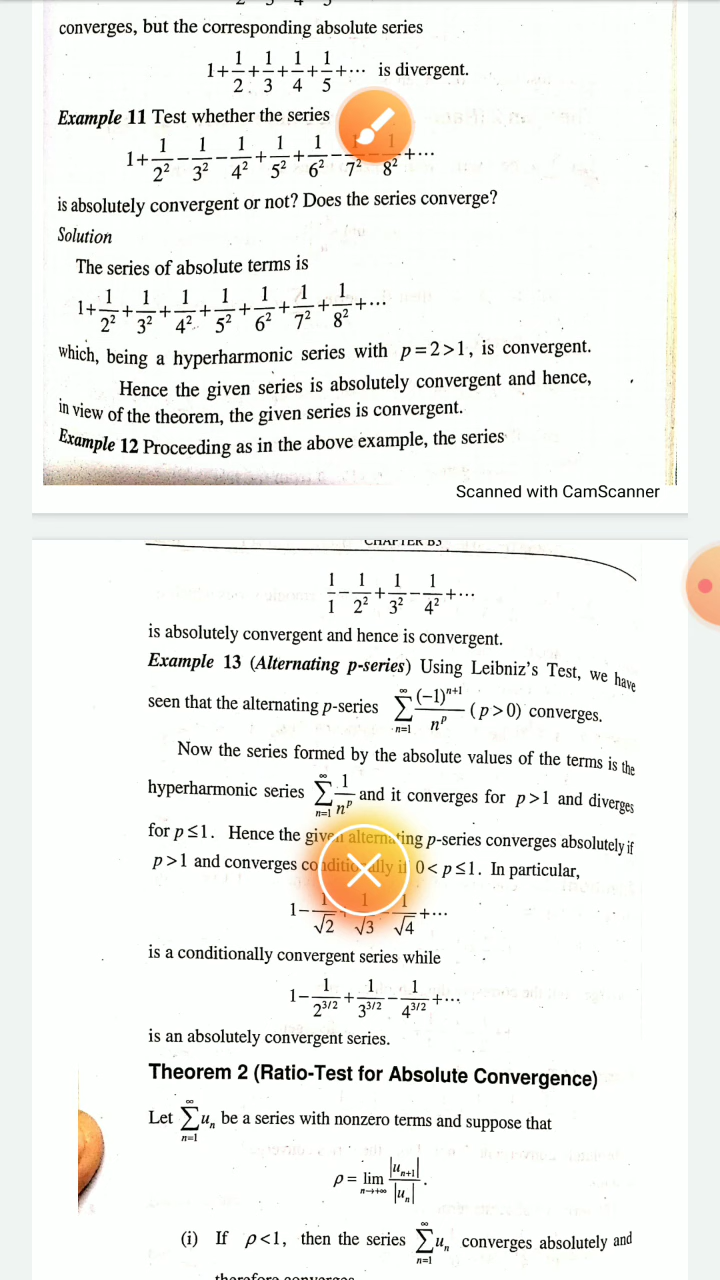 converges, but the corresponding absolute series
1+1/2+1/3+1/4+1/5+⋯ is divergent.
Example 11 Test whether the series
1+1/2²−1/3²−1/4²+1/5²+1/6²−1/7²−1/8²+⋯
is absolutely convergent or not? Does the series converge?
Solution
The series of absolute terms is
1+1/2²+1/3²+1/4²+1/5²+1/6²+1/7²+1/8²+⋯
which, being a hyperharmonic series with p=2>1, is convergent.
Hence the given series is absolutely convergent and hence,
in view of the theorem, the given series is convergent.
Example 12 Proceeding as in the above example, the series
Scanned with CamScanner
CHAPTER B3
1/1−1/2²+1/3²−1/4²+⋯
is absolutely convergent and hence is convergent.
Example 13 (Alternating p-series) Using Leibniz's Test, we have
seen that the alternating p-series ∑_{n=1}^{∞} (−1)^{n+1}/n^p (p>0) converges.
Now the series formed by the absolute values of the terms is the
hyperharmonic series ∑_{n=1}^{∞} 1/n^p and it converges for p>1 and diverges
for p≤1. Hence the given alternating p-series converges absolutely if
p>1 and converges conditionally if 0<p≤1. In particular,
1−1/√2+1/√3−1/√4+⋯
is a conditionally convergent series while
1−1/2^{3/2}+1/3^{3/2}−1/4^{3/2}+⋯
is an absolutely convergent series.
Theorem 2 (Ratio-Test for Absolute Convergence)
Let ∑_{n=1}^{∞} uₙ be a series with nonzero terms and suppose that
ρ = lim_{n→+∞} |uₙ₊₁|/|uₙ|.
(i) If ρ<1, then the series ∑_{n=1}^{∞} uₙ converges absolutely and
therefore converges